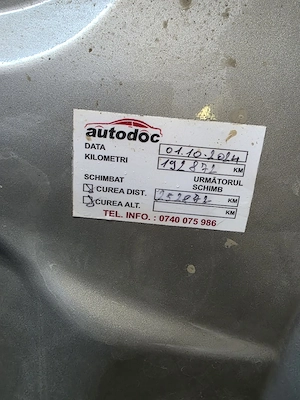 autodoc
DATA 01.10.2024
KILOMETRI 192872 KM
SCHIMBAT URMĂTORUL SCHIMB
CUREA DIST. KM
CUREA ALT. KM
TEL. INFO. : 0740 075 986